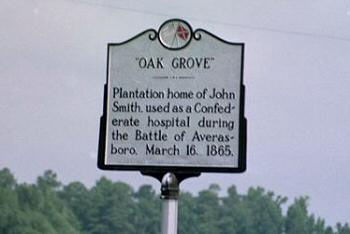 "OAK GROVE"
Plantation home of John
Smith, used as a Confed-
erate hospital during
the Battle of Averas-
boro, March 16, 1865.